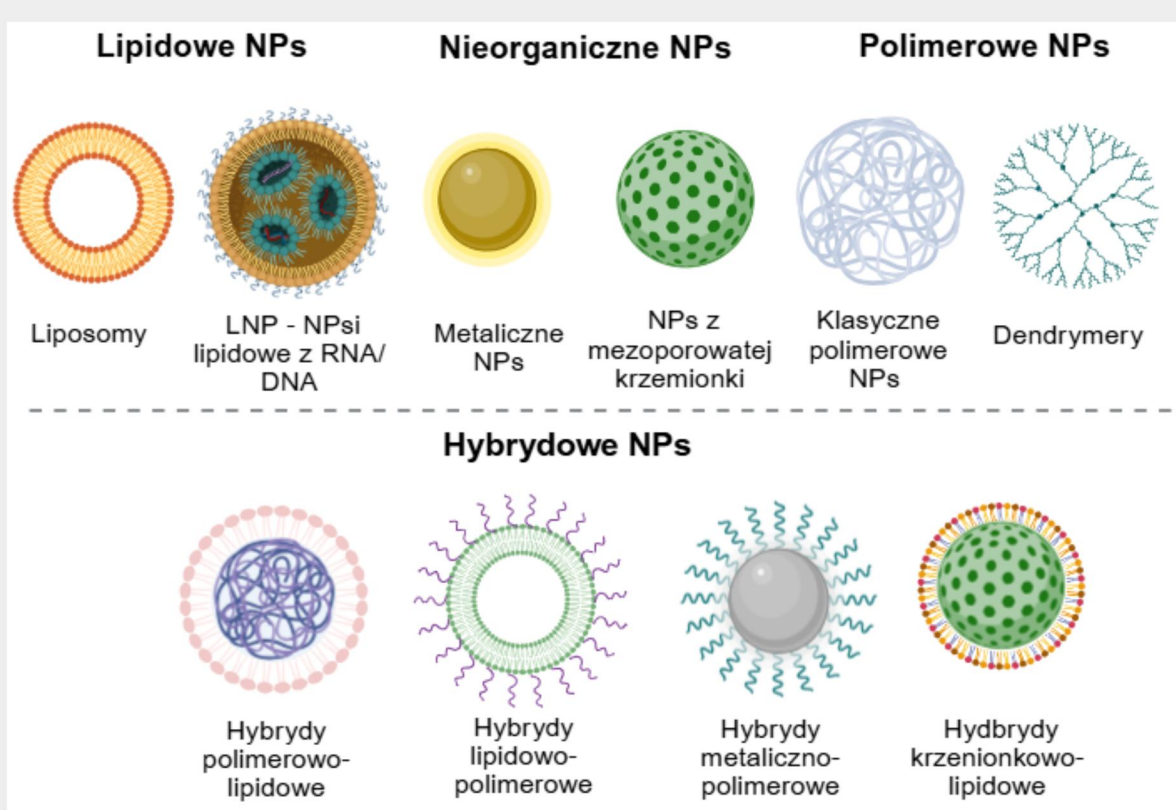 Lipidowe NPs
Nieorganiczne NPs
Polimerowe NPs
Liposomy
LNP - NPsi
lipidowe z RNA/
DNA
Metaliczne
NPs
NPs z
mezoporowatej
krzemionki
Klasyczne
polimerowe
NPs
Dendrymery
Hybrydowe NPs
Hybrydy
polimerowo-
lipidowe
Hybrydy
lipidowo-
polimerowe
Hybrydy
metaliczno-
polimerowe
Hydbrydy
krzenionkowo-
lipidowe